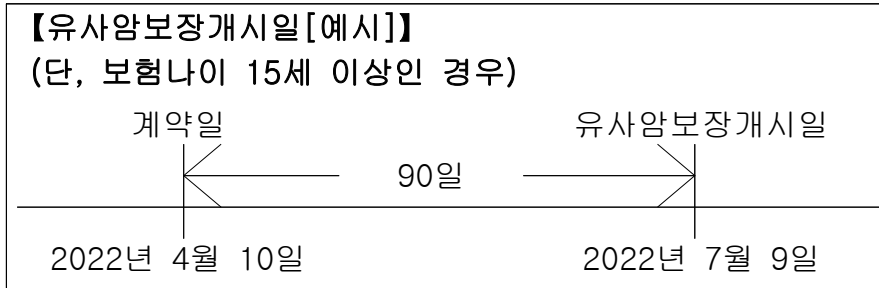 【유사암보장개시일[예시]】
(단, 보험나이 15세 이상인 경우)
계약일 유사암보장개시일
90일
2022년 4월 10일 2022년 7월 9일